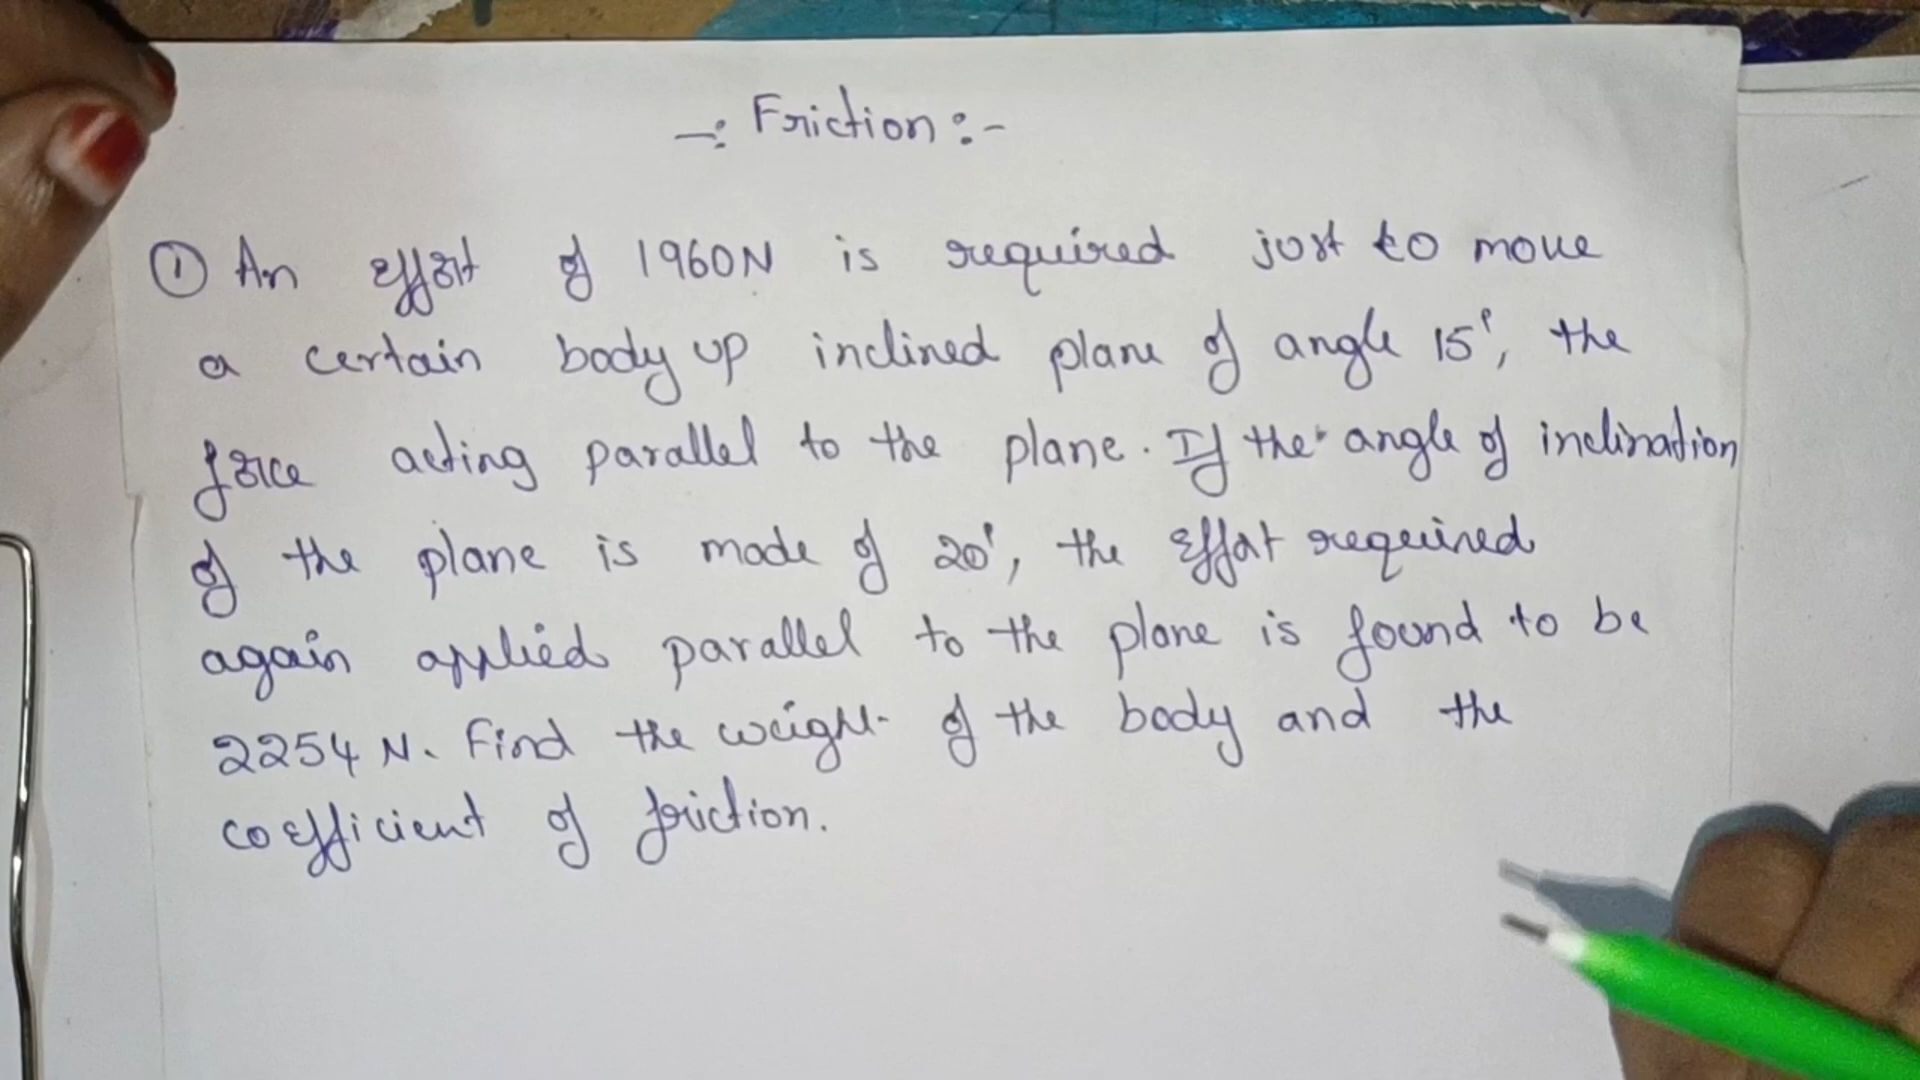 -: Friction :-
① An effort of 1960N is required just to move
a certain body up inclined plane of angle 15°, the
force acting parallel to the plane. If the angle of inclination
of the plane is made of 20°, the effort required
again applied parallel to the plane is found to be
2254 N. Find the weight of the body and the
coefficient of friction.